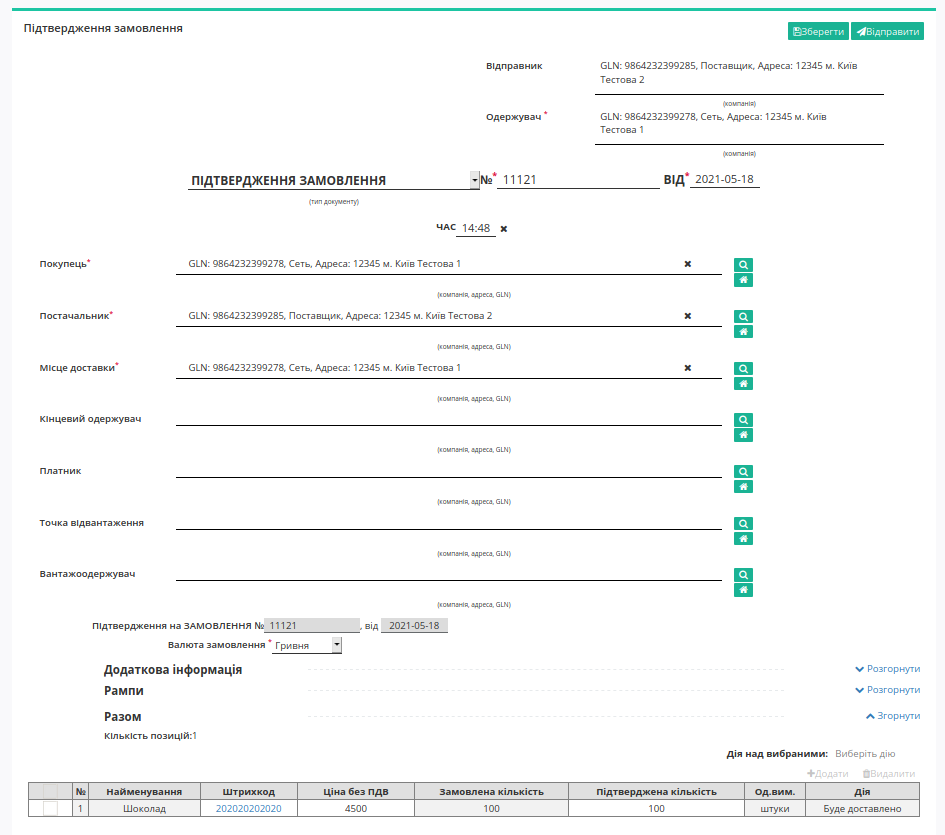 Підтвердження замовлення
Зберегти Відправити
Відправник GLN: 9864232399285, Поставщик, Адреса: 12345 м. Київ
Тестова 2
(компанія)
Одержувач * GLN: 9864232399278, Сеть, Адреса: 12345 м. Київ
Тестова 1
(компанія)
ПІДТВЕРДЖЕННЯ ЗАМОВЛЕННЯ №* 11121 ВІД* 2021-05-18
(тип документу)
ЧАС 14:48
Покупець* GLN: 9864232399278, Сеть, Адреса: 12345 м. Київ Тестова 1
(компанія, адреса, GLN)
Постачальник* GLN: 9864232399285, Поставщик, Адреса: 12345 м. Київ Тестова 2
(компанія, адреса, GLN)
Місце доставки* GLN: 9864232399278, Сеть, Адреса: 12345 м. Київ Тестова 1
(компанія, адреса, GLN)
Кінцевий одержувач
(компанія, адреса, GLN)
Платник
(компанія, адреса, GLN)
Точка відвантаження
(компанія, адреса, GLN)
Вантажоодержувач
(компанія, адреса, GLN)
Підтвердження на ЗАМОВЛЕННЯ № 11121 , від 2021-05-18
Валюта замовлення * Гривня
Додаткова інформація Розгорнути
Рампи Розгорнути
Разом Згорнути
Кількість позицій:1
Дія над вибраними: Виберіть дію
Додати Видалити
№ Найменування Штрихкод Ціна без ПДВ Замовлена кількість Підтверджена кількість Од.вим. Дія
1 Шоколад 202020202020 4500 100 100 штуки Буде доставлено